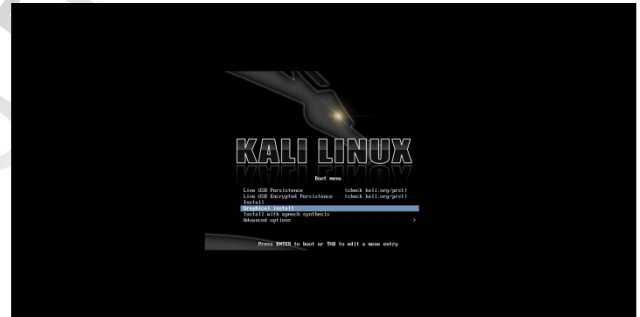 KALI LINUX
Boot menu
Live USB Persistence (check kali.org/prst)
Live USB Encrypted Persistence (check kali.org/prst)
Install
Graphical install
Install with speech synthesis
Advanced options >
Press ENTER to boot or TAB to edit a menu entry